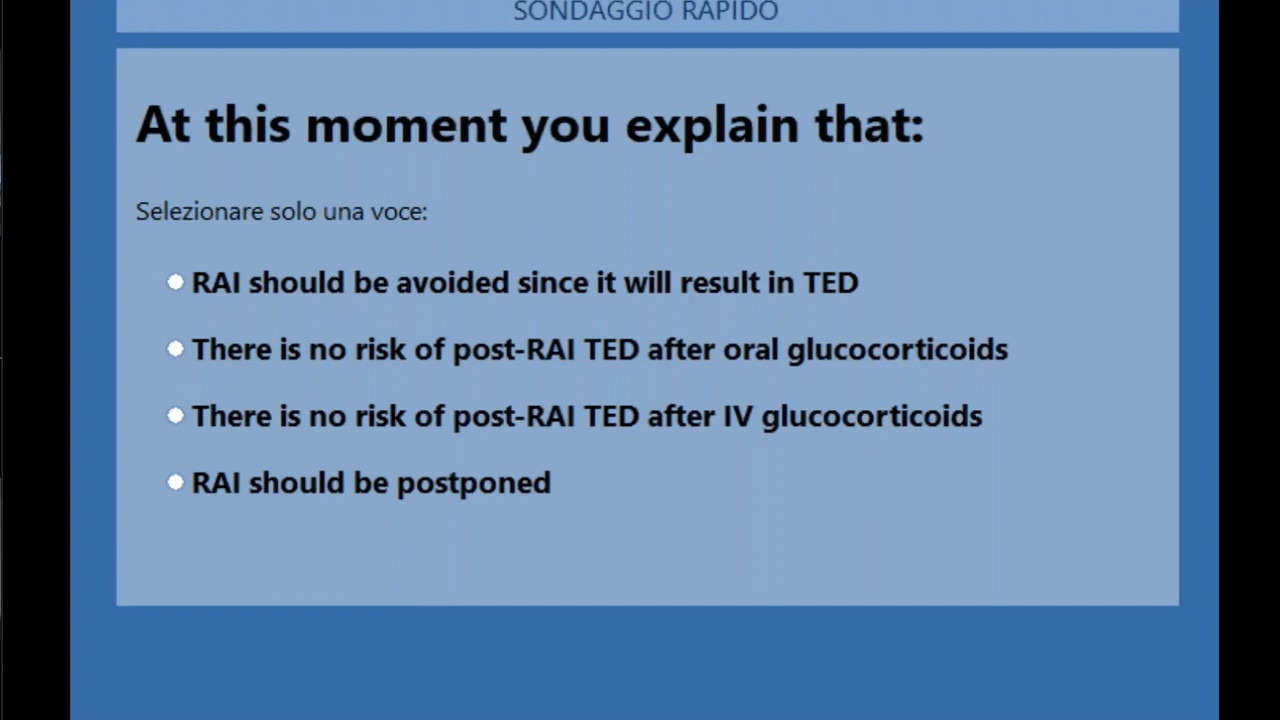 SONDAGGIO RAPIDO
At this moment you explain that:
Selezionare solo una voce:
RAI should be avoided since it will result in TED
There is no risk of post-RAI TED after oral glucocorticoids
There is no risk of post-RAI TED after IV glucocorticoids
RAI should be postponed